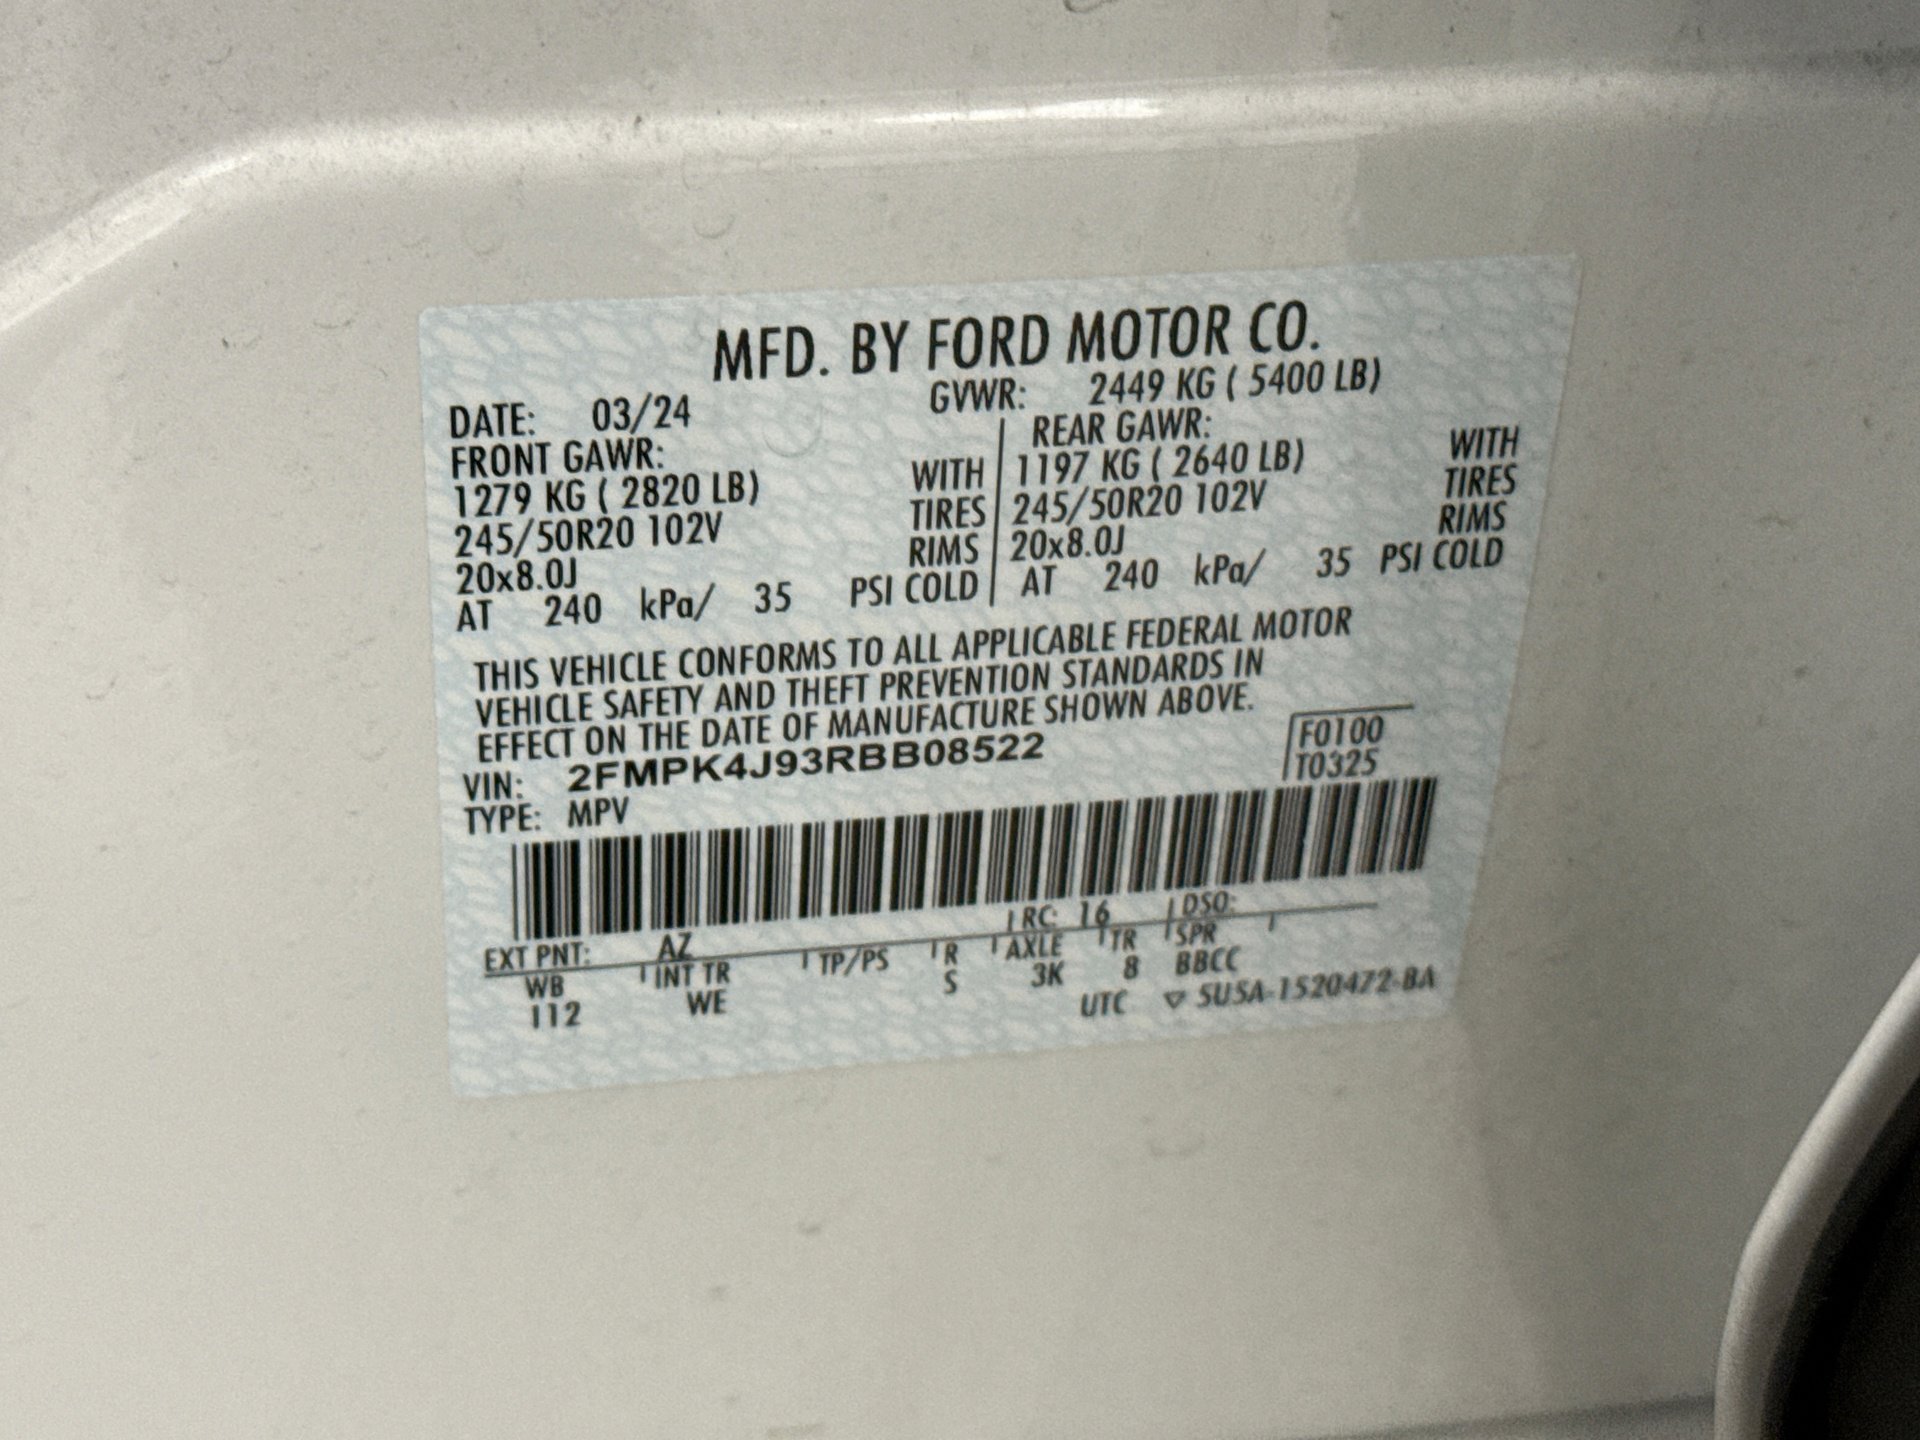 MFD. BY FORD MOTOR CO.
DATE: 03/24 GVWR: 2449 KG ( 5400 LB)
FRONT GAWR: REAR GAWR:
1279 KG ( 2820 LB) WITH 1197 KG ( 2640 LB) WITH
245/50R20 102V TIRES 245/50R20 102V TIRES
20x8.0J RIMS 20x8.0J RIMS
AT 240 kPa/ 35 PSI COLD AT 240 kPa/ 35 PSI COLD
THIS VEHICLE CONFORMS TO ALL APPLICABLE FEDERAL MOTOR
VEHICLE SAFETY AND THEFT PREVENTION STANDARDS IN
EFFECT ON THE DATE OF MANUFACTURE SHOWN ABOVE.
VIN: 2FMPK4J93RBB08522 F0100
TYPE: MPV T0325
EXT PNT: AZ RC: 16 DSO:
WB INT TR TP/PS R AXLE TR SPR
112 WE S 3K 8 BBCC
UTC ▽ 5USA-1520472-BA